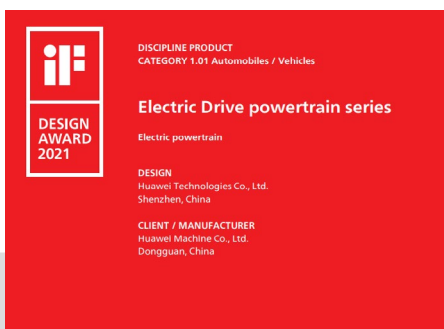 iF
DESIGN
AWARD
2021
DISCIPLINE PRODUCT
CATEGORY 1.01 Automobiles / Vehicles
Electric Drive powertrain series
Electric powertrain
DESIGN
Huawei Technologies Co., Ltd.
Shenzhen, China
CLIENT / MANUFACTURER
Huawei Machine Co., Ltd.
Dongguan, China